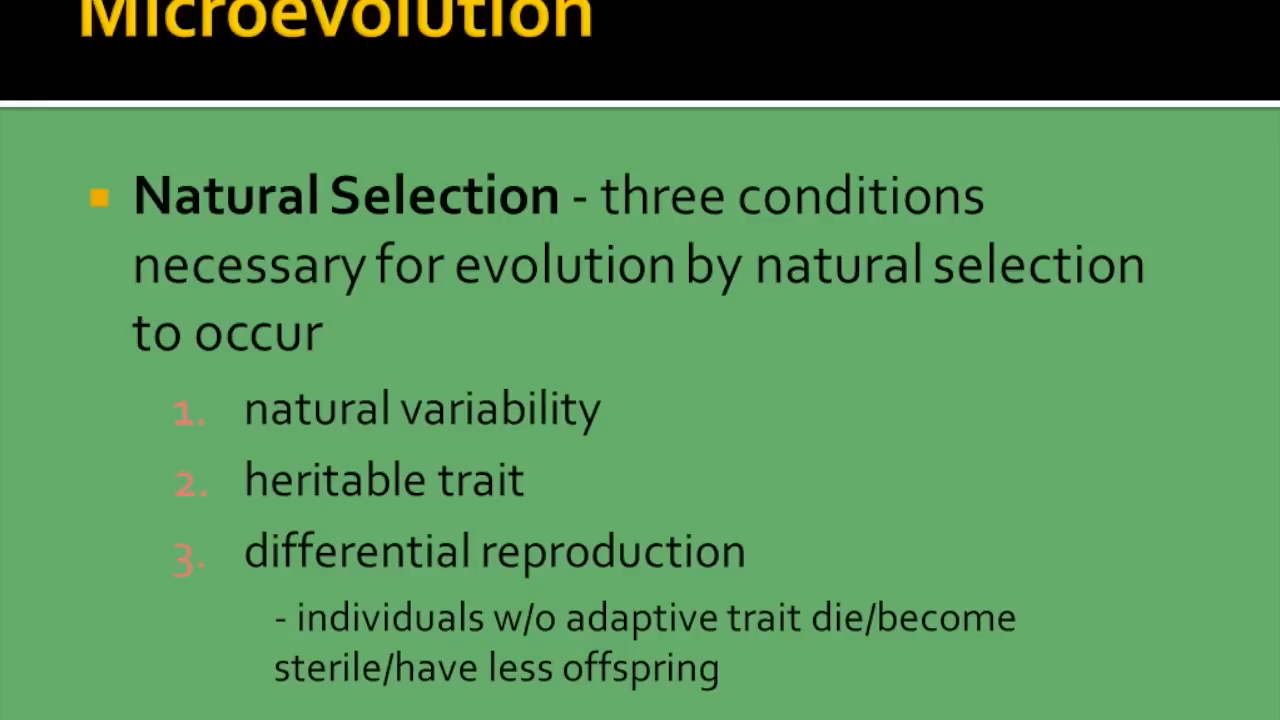 Microevolution
Natural Selection - three conditions
necessary for evolution by natural selection
to occur
1. natural variability
2. heritable trait
3. differential reproduction
- individuals w/o adaptive trait die/become
sterile/have less offspring